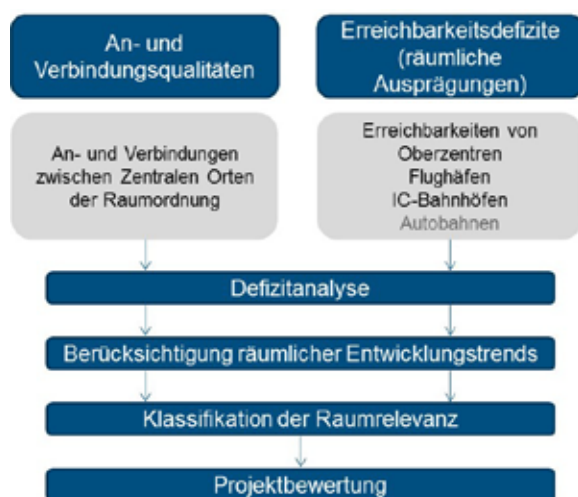 An- und
Verbindungsqualitäten
Erreichbarkeitsdefizite
(räumliche
Ausprägungen)
An- und Verbindungen
zwischen Zentralen Orten
der Raumordnung
Erreichbarkeiten von
Oberzentren
Flughäfen
IC-Bahnhöfen
Autobahnen
Defizitanalyse
Berücksichtigung räumlicher Entwicklungstrends
Klassifikation der Raumrelevanz
Projektbewertung